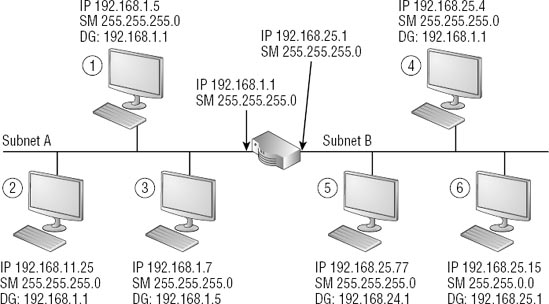 IP 192.168.1.5
SM 255.255.255.0
DG: 192.168.1.1
1
IP 192.168.25.1
SM 255.255.255.0
IP 192.168.25.4
SM 255.255.255.0
DG: 192.168.1.1
4
IP 192.168.1.1
SM 255.255.255.0
Subnet A
Subnet B
2
3
5
6
IP 192.168.11.25
SM 255.255.255.0
DG: 192.168.1.1
IP 192.168.1.7
SM 255.255.255.0
DG: 192.168.1.5
IP 192.168.25.77
SM 255.255.255.0
DG: 192.168.24.1
IP 192.168.25.15
SM 255.255.0.0
DG: 192.168.25.1